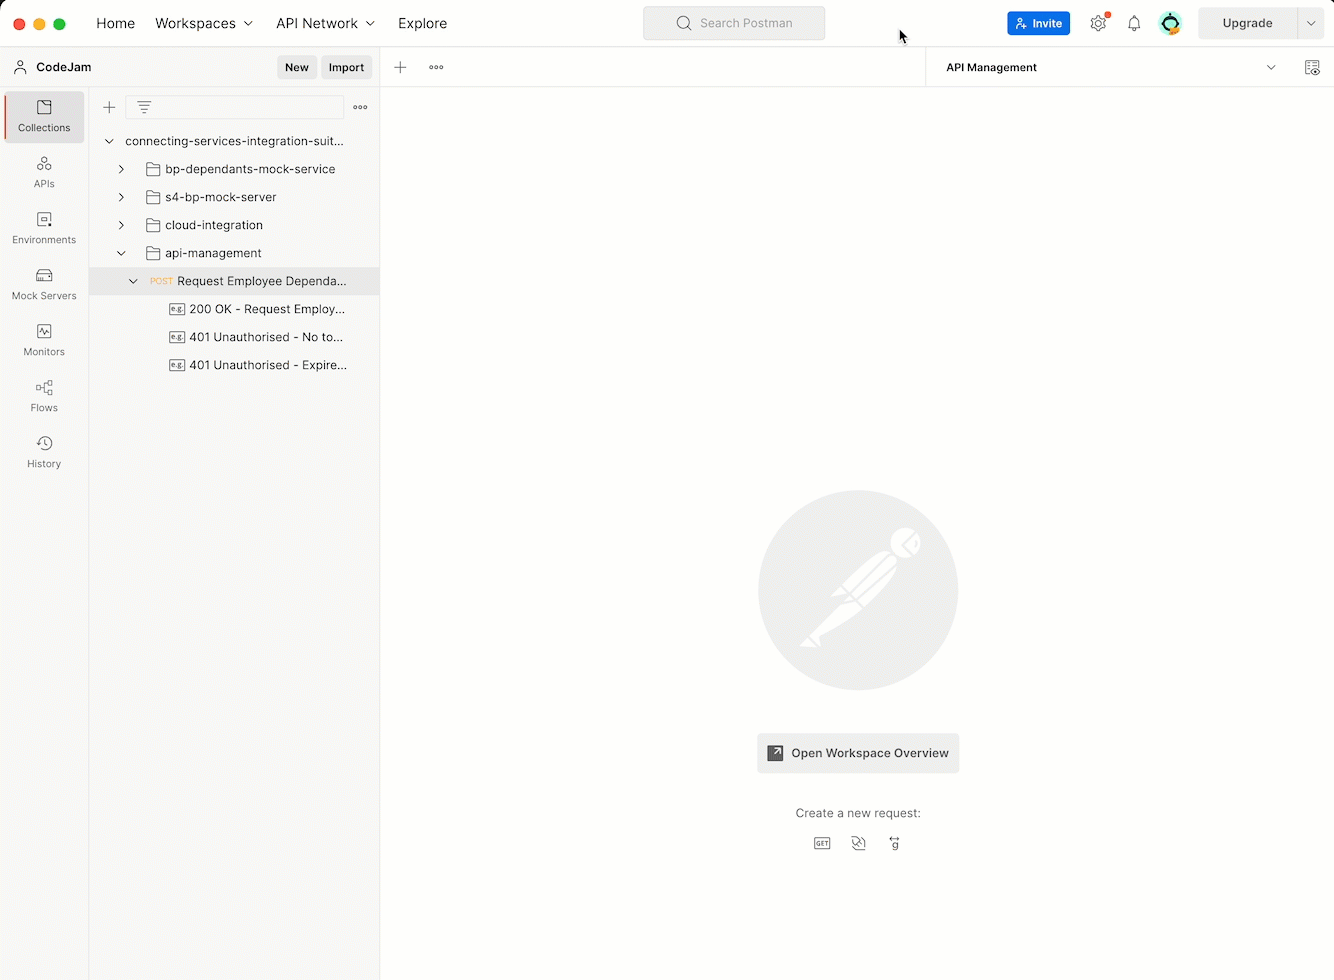 Home
Workspaces
API Network
Explore
Search Postman
Invite
Upgrade
CodeJam
New
Import
API Management
Collections
APIs
Environments
Mock Servers
Monitors
Flows
History
connecting-services-integration-suit...
bp-dependants-mock-service
s4-bp-mock-server
cloud-integration
api-management
POST Request Employee Dependa...
e.g. 200 OK - Request Employ...
e.g. 401 Unauthorised - No to...
e.g. 401 Unauthorised - Expire...
Open Workspace Overview
Create a new request:
GET
g